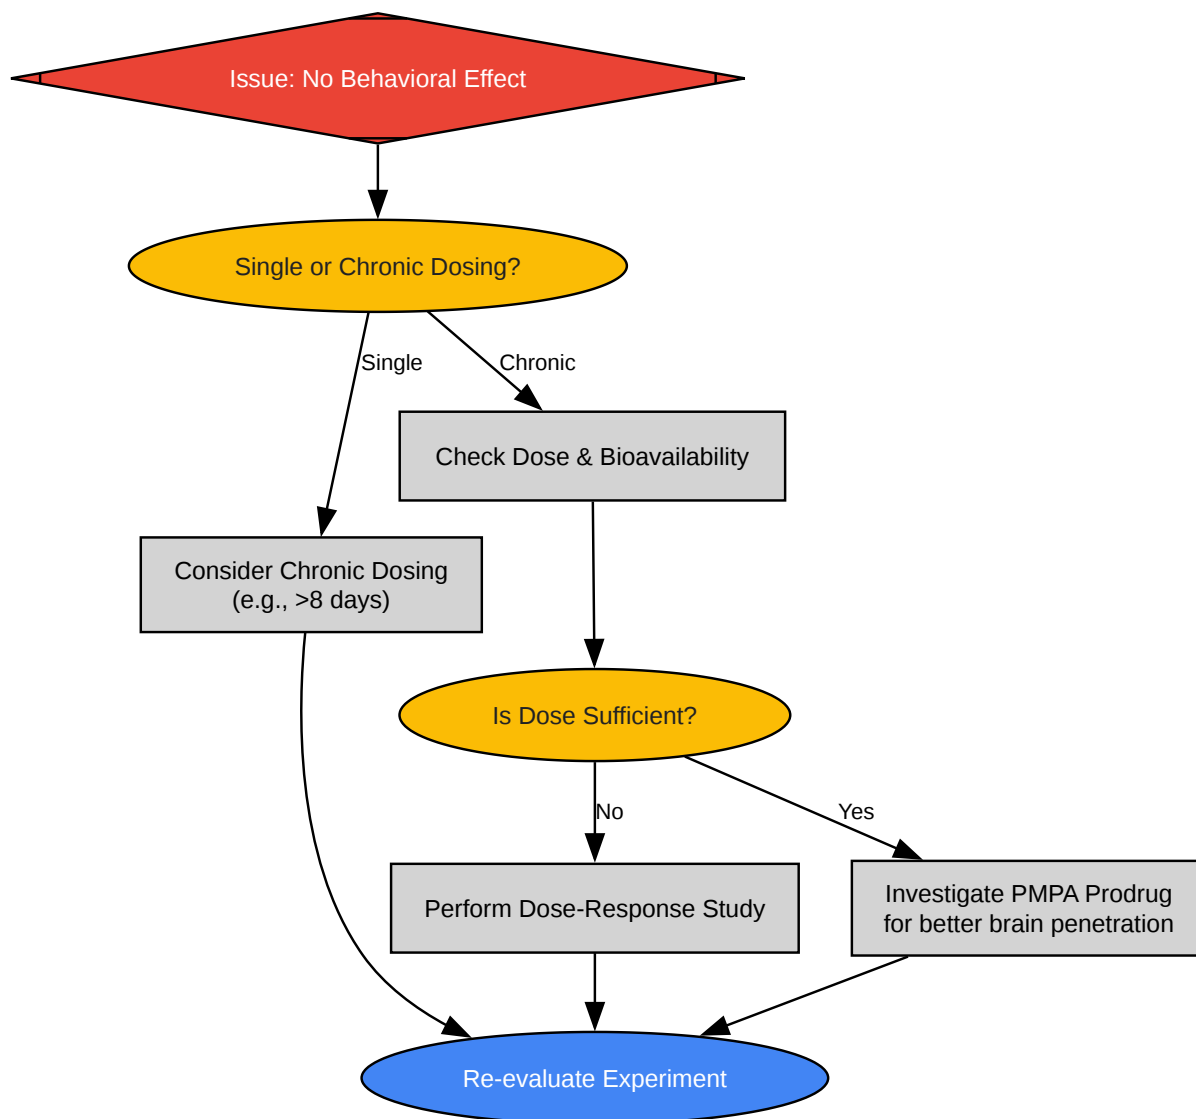 Issue: No Behavioral Effect
Single or Chronic Dosing?
Single
Chronic
Check Dose & Bioavailability
Consider Chronic Dosing
(e.g., >8 days)
Is Dose Sufficient?
No
Yes
Perform Dose-Response Study
Investigate PMPA Prodrug
for better brain penetration
Re-evaluate Experiment